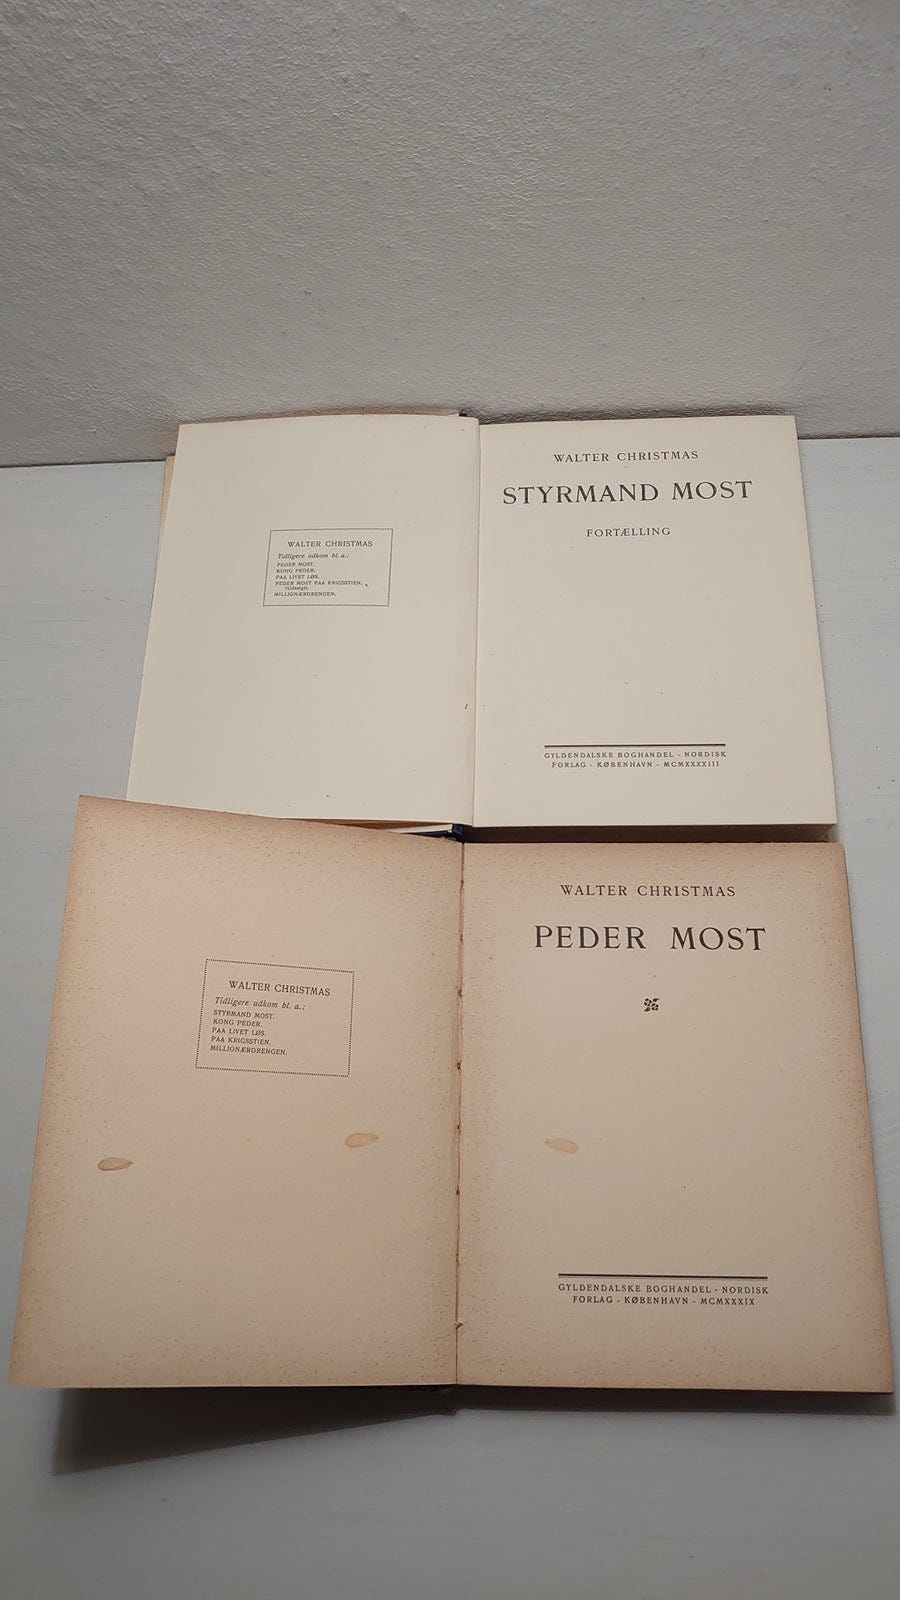 WALTER CHRISTMAS
Tidligere udkom bl. a.:
PEDER MOST.
KONG PEDER.
PAA LIVET LØS.
PEDER MOST PAA KRIGSSTIEN.
(Udsolgt).
MILLIONÆRDRENGEN.
WALTER CHRISTMAS
STYRMAND MOST
FORTÆLLING
GYLDENDALSKE BOGHANDEL - NORDISK
FORLAG - KØBENHAVN - MCMXXXXIII
WALTER CHRISTMAS
Tidligere udkom bl. a.:
STYRMAND MOST.
KONG PEDER.
PAA LIVET LØS.
PAA KRIGSSTIEN.
MILLIONÆRDRENGEN.
WALTER CHRISTMAS
PEDER MOST
GYLDENDALSKE BOGHANDEL - NORDISK
FORLAG - KØBENHAVN - MCMXXXIX